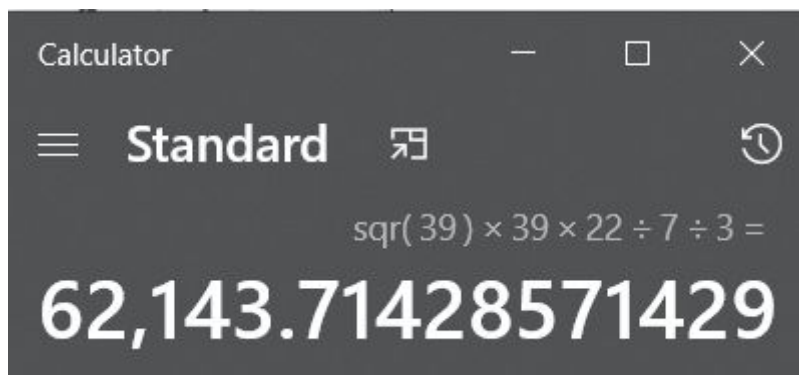 Calculator
Standard
sqr( 39 ) × 39 × 22 ÷ 7 ÷ 3 =
62,143.71428571429